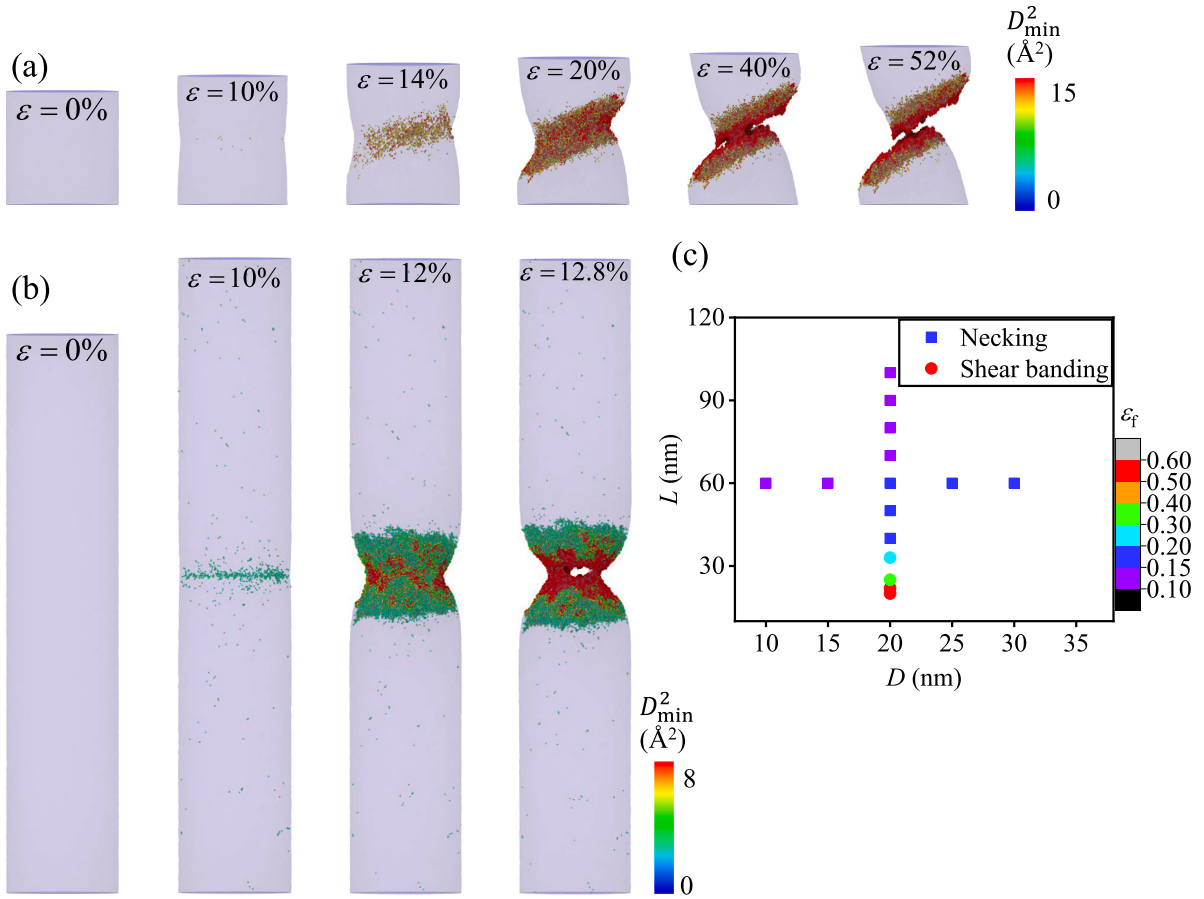 (a)
ε = 0%
ε = 10%
ε = 14%
ε = 20%
ε = 40%
ε = 52%
D²min
(Å²)
15
0
(b)
ε = 0%
ε = 10%
ε = 12%
ε = 12.8%
D²min
(Å²)
8
0
(c)
120
90
60
30
L (nm)
10 15 20 25 30 35
D (nm)
Necking
Shear banding
εf
0.60
0.50
0.40
0.30
0.20
0.15
0.10